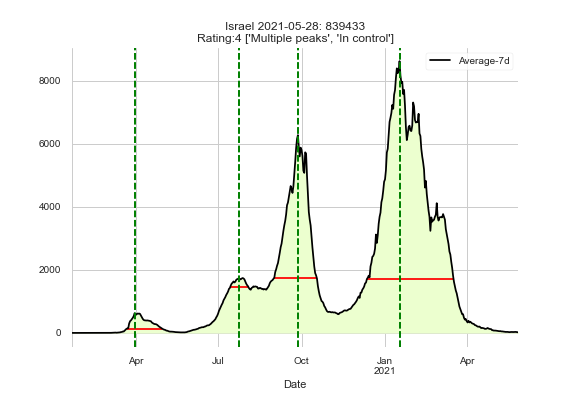 Israel 2021-05-28: 839433
Rating:4 ['Multiple peaks', 'In control']
Average-7d
8000
6000
4000
2000
0
Apr
Jul
Oct
Jan
2021
Apr
Date